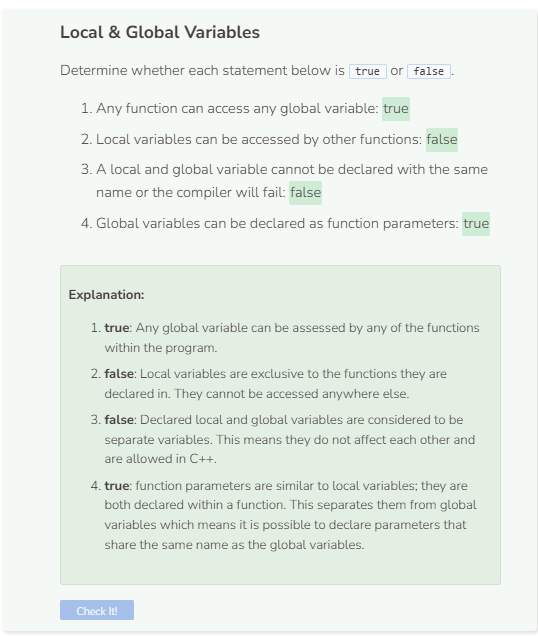 Local & Global Variables
Determine whether each statement below is true or false.
1. Any function can access any global variable: true
2. Local variables can be accessed by other functions: false
3. A local and global variable cannot be declared with the same
name or the compiler will fail: false
4. Global variables can be declared as function parameters: true
Explanation:
1. true: Any global variable can be assessed by any of the functions
within the program.
2. false: Local variables are exclusive to the functions they are
declared in. They cannot be accessed anywhere else.
3. false: Declared local and global variables are considered to be
separate variables. This means they do not affect each other and
are allowed in C++.
4. true: function parameters are similar to local variables; they are
both declared within a function. This separates them from global
variables which means it is possible to declare parameters that
share the same name as the global variables.
Check It!